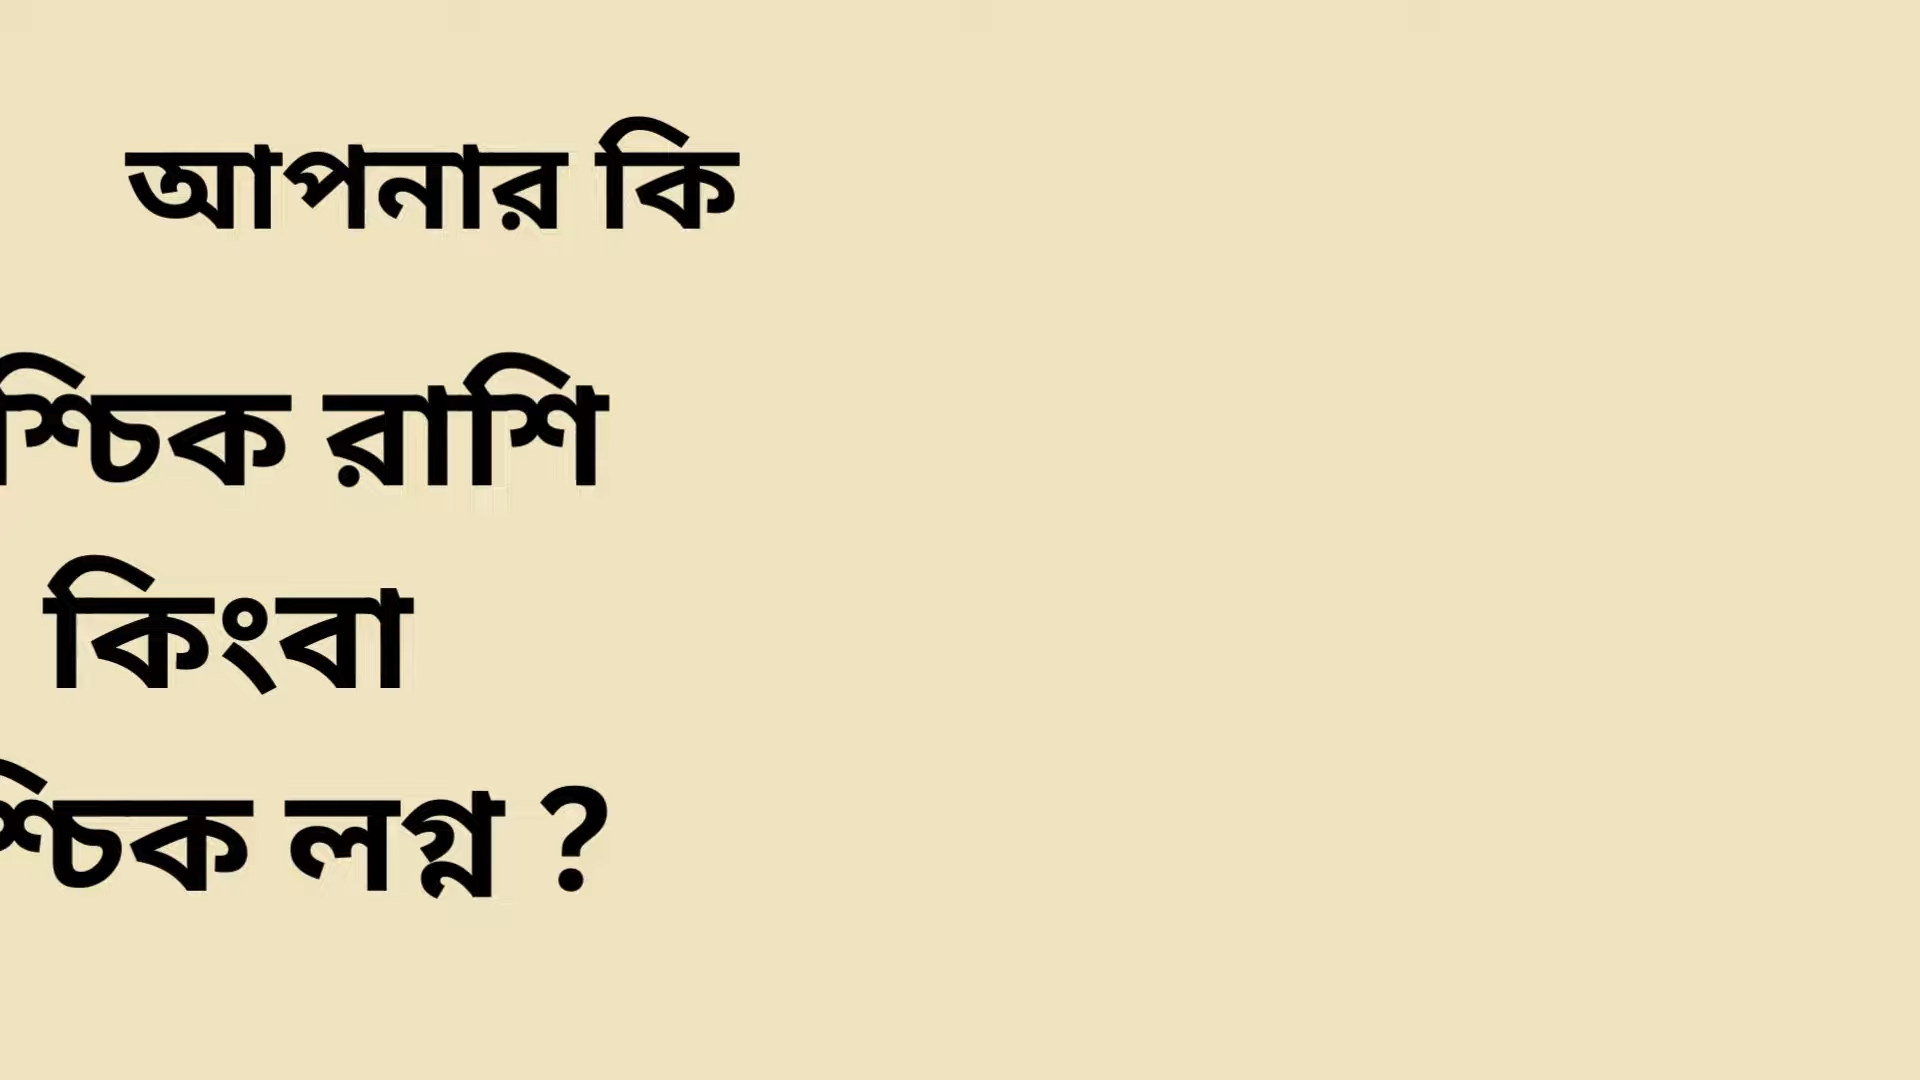 আপনার কি
শ্চিক রাশি
কিংবা
শ্চিক লগ্ন ?